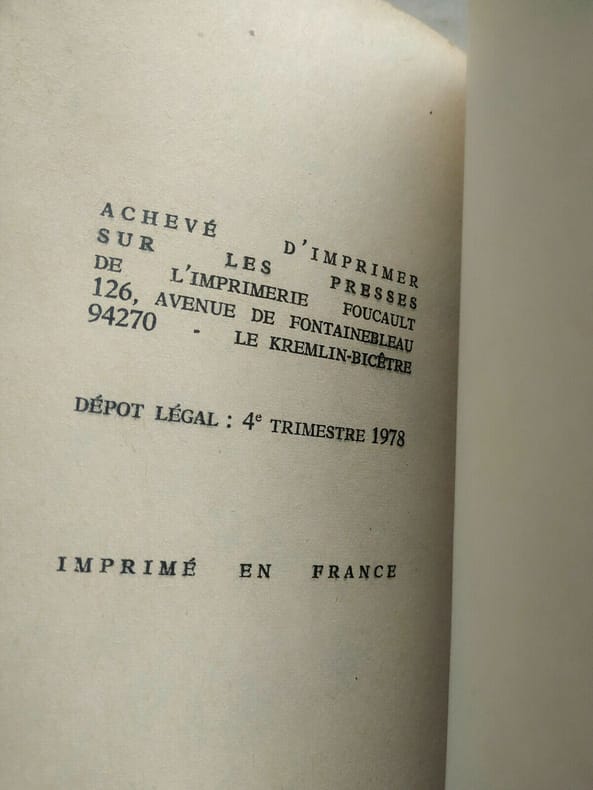 ACHEVÉ D'IMPRIMER
SUR LES PRESSES
DE L'IMPRIMERIE FOUCAULT
126, AVENUE DE FONTAINEBLEAU
94270 - LE KREMLIN-BICÊTRE
DÉPOT LÉGAL : 4e TRIMESTRE 1978
IMPRIMÉ EN FRANCE